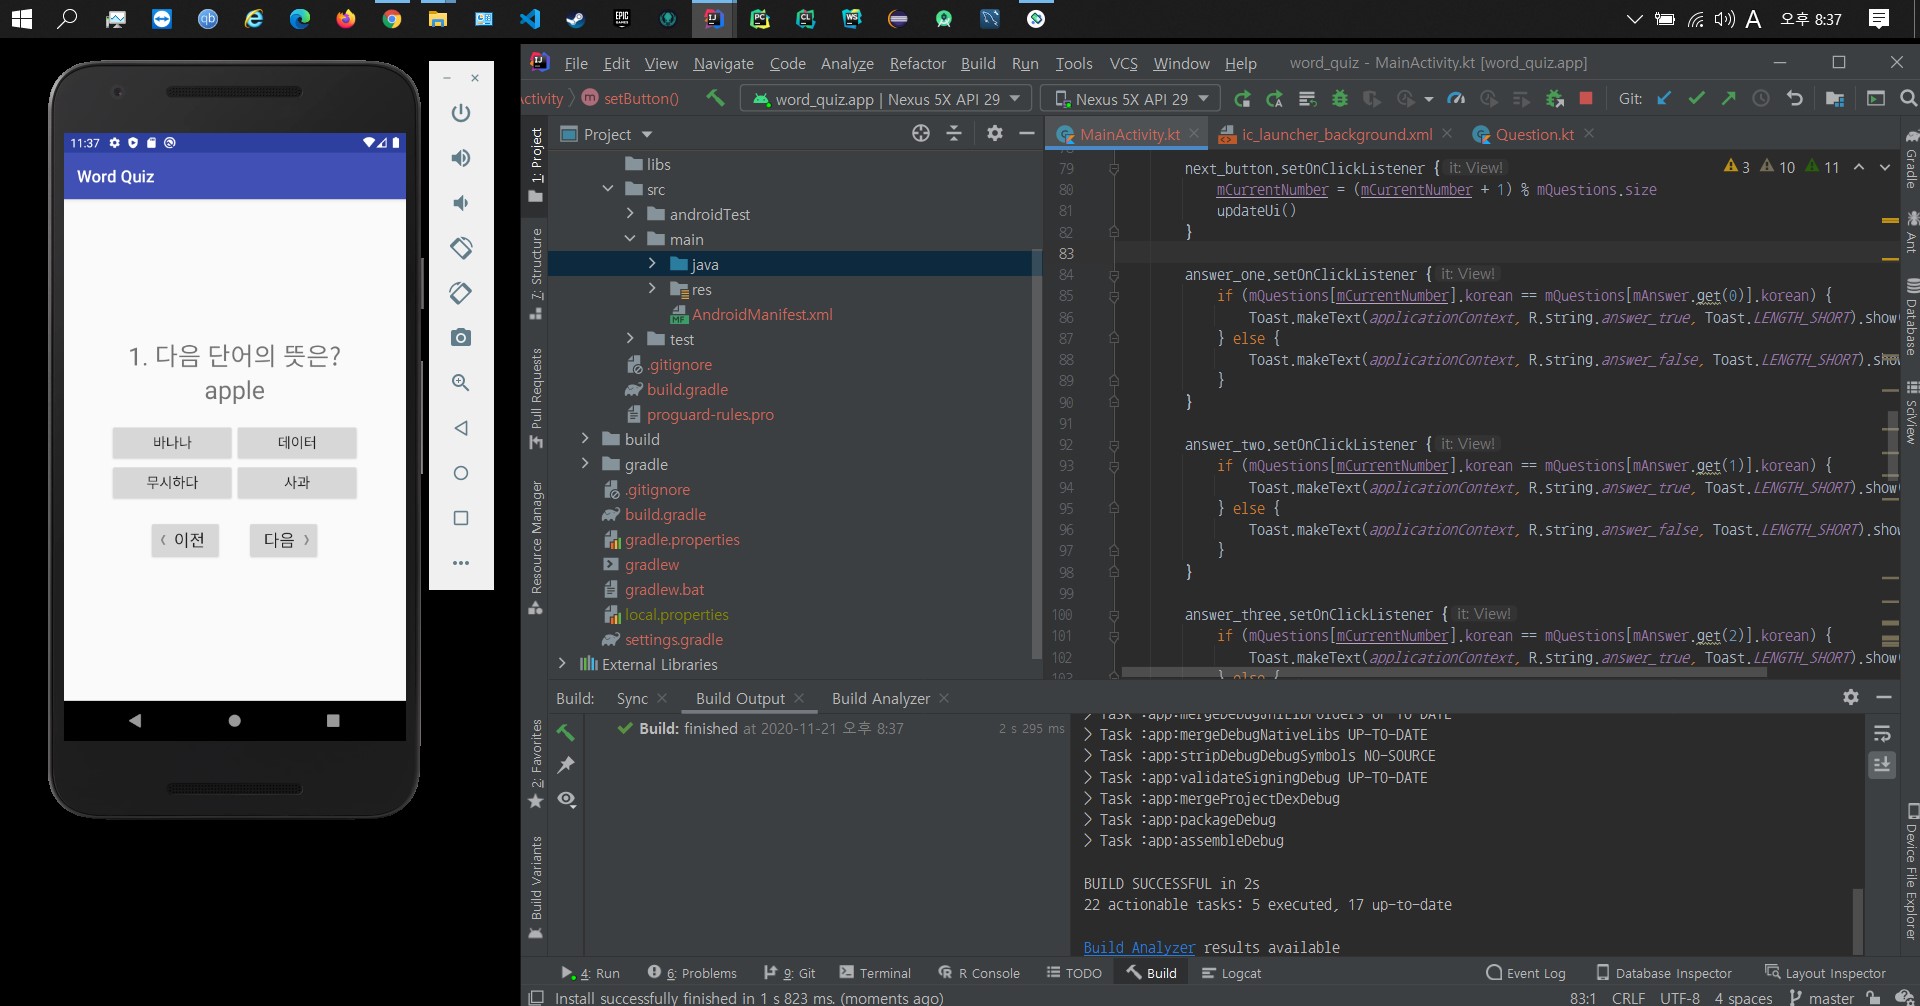 A 오후 8:37
11:37
Word Quiz
1. 다음 단어의 뜻은?
apple
바나나 데이터
무시하다 사과
〈 이전 다음 〉
File Edit View Navigate Code Analyze Refactor Build Run Tools VCS Window Help word_quiz - MainActivity.kt [word_quiz.app]
ctivity 〉 m setButton() word_quiz.app | Nexus 5X API 29 Nexus 5X API 29 Git:
1: Project
7: Structure
Pull Requests
Resource Manager
2: Favorites
Build Variants
Project
libs
src
androidTest
main
java
res
AndroidManifest.xml
test
.gitignore
build.gradle
proguard-rules.pro
build
gradle
.gitignore
build.gradle
gradle.properties
gradlew
gradlew.bat
local.properties
settings.gradle
External Libraries
MainActivity.kt ic_launcher_background.xml Question.kt
3 10 11
79 next_button.setOnClickListener { it: View!
80 mCurrentNumber = (mCurrentNumber + 1) % mQuestions.size
81 updateUi()
82 }
83
84 answer_one.setOnClickListener { it: View!
85 if (mQuestions[mCurrentNumber].korean == mQuestions[mAnswer.get(0)].korean) {
86 Toast.makeText(applicationContext, R.string.answer_true, Toast.LENGTH_SHORT).show(
87 } else {
88 Toast.makeText(applicationContext, R.string.answer_false, Toast.LENGTH_SHORT).show
89 }
90 }
91
92 answer_two.setOnClickListener { it: View!
93 if (mQuestions[mCurrentNumber].korean == mQuestions[mAnswer.get(1)].korean) {
94 Toast.makeText(applicationContext, R.string.answer_true, Toast.LENGTH_SHORT).show(
95 } else {
96 Toast.makeText(applicationContext, R.string.answer_false, Toast.LENGTH_SHORT).show
97 }
98 }
99
100 answer_three.setOnClickListener { it: View!
101 if (mQuestions[mCurrentNumber].korean == mQuestions[mAnswer.get(2)].korean) {
102 Toast.makeText(applicationContext, R.string.answer_true, Toast.LENGTH_SHORT).show(
103 } else {
Gradle
Ant
Database
SciView
Device File Explorer
Build: Sync Build Output Build Analyzer
Build: finished at 2020-11-21 오후 8:37 2 s 295 ms
> Task :app:mergeDebugJniLibFolders UP-TO-DATE
> Task :app:mergeDebugNativeLibs UP-TO-DATE
> Task :app:stripDebugDebugSymbols NO-SOURCE
> Task :app:validateSigningDebug UP-TO-DATE
> Task :app:mergeProjectDexDebug
> Task :app:packageDebug
> Task :app:assembleDebug
BUILD SUCCESSFUL in 2s
22 actionable tasks: 5 executed, 17 up-to-date
Build Analyzer results available
4: Run 6: Problems 9: Git Terminal R Console TODO Build Logcat Event Log Database Inspector Layout Inspector
Install successfully finished in 1 s 823 ms. (moments ago) 83:1 CRLF UTF-8 4 spaces master